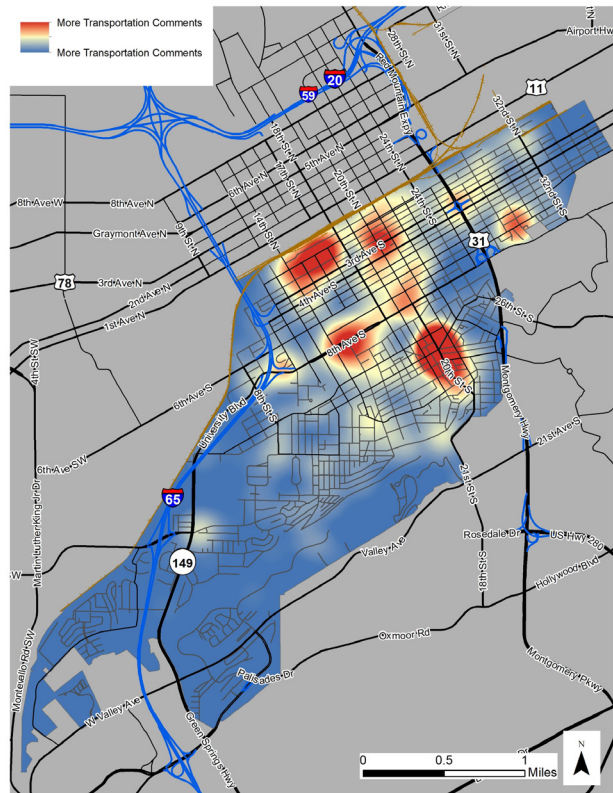 More Transportation Comments
More Transportation Comments
28th St N
31st St N
Airport Hw
Red Mountain Expy
20
59
11
18th St N
17th St N
5th Ave N
8th Ave N
24th St N
32nd St N
20th St N
14th St N
24th St S
32nd St S
8th Ave W
8th Ave N
9th St N
Graymont Ave N
31
3rd Ave S
78
3rd Ave N
2nd Ave N
1st Ave N
4th Ave S
26th St S
4th St SW
8th Ave S
20th St S
Montgomery Hwy
6th Ave S
6th St S
University Blvd
21st Ave S
6th Ave SW
65
21st St S
Martin Luther King Jr Dr
Rosedale Dr
US Hwy 280
Valley Ave
149
18th St S
Hollywood Blvd
SW
Oxmoor Rd
Montevallo Rd SW
Palisades Dr
Montgomery Pkwy
W Valley Ave
Green Springs Hwy
N
0 0.5 1
Miles